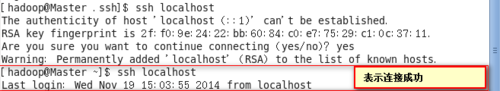 [hadoop@Master .ssh]$ ssh localhost
The authenticity of host 'localhost (::1)' can't be established.
RSA key fingerprint is 2f:f0:9e:24:22:bb:60:84:c0:e7:75:29:c1:0c:37:11.
Are you sure you want to continue connecting (yes/no)? yes
Warning: Permanently added 'localhost' (RSA) to the list of known hosts.
[hadoop@Master ~]$ ssh localhost
Last login: Wed Nov 19 15:03:55 2014 from localhost
表示连接成功